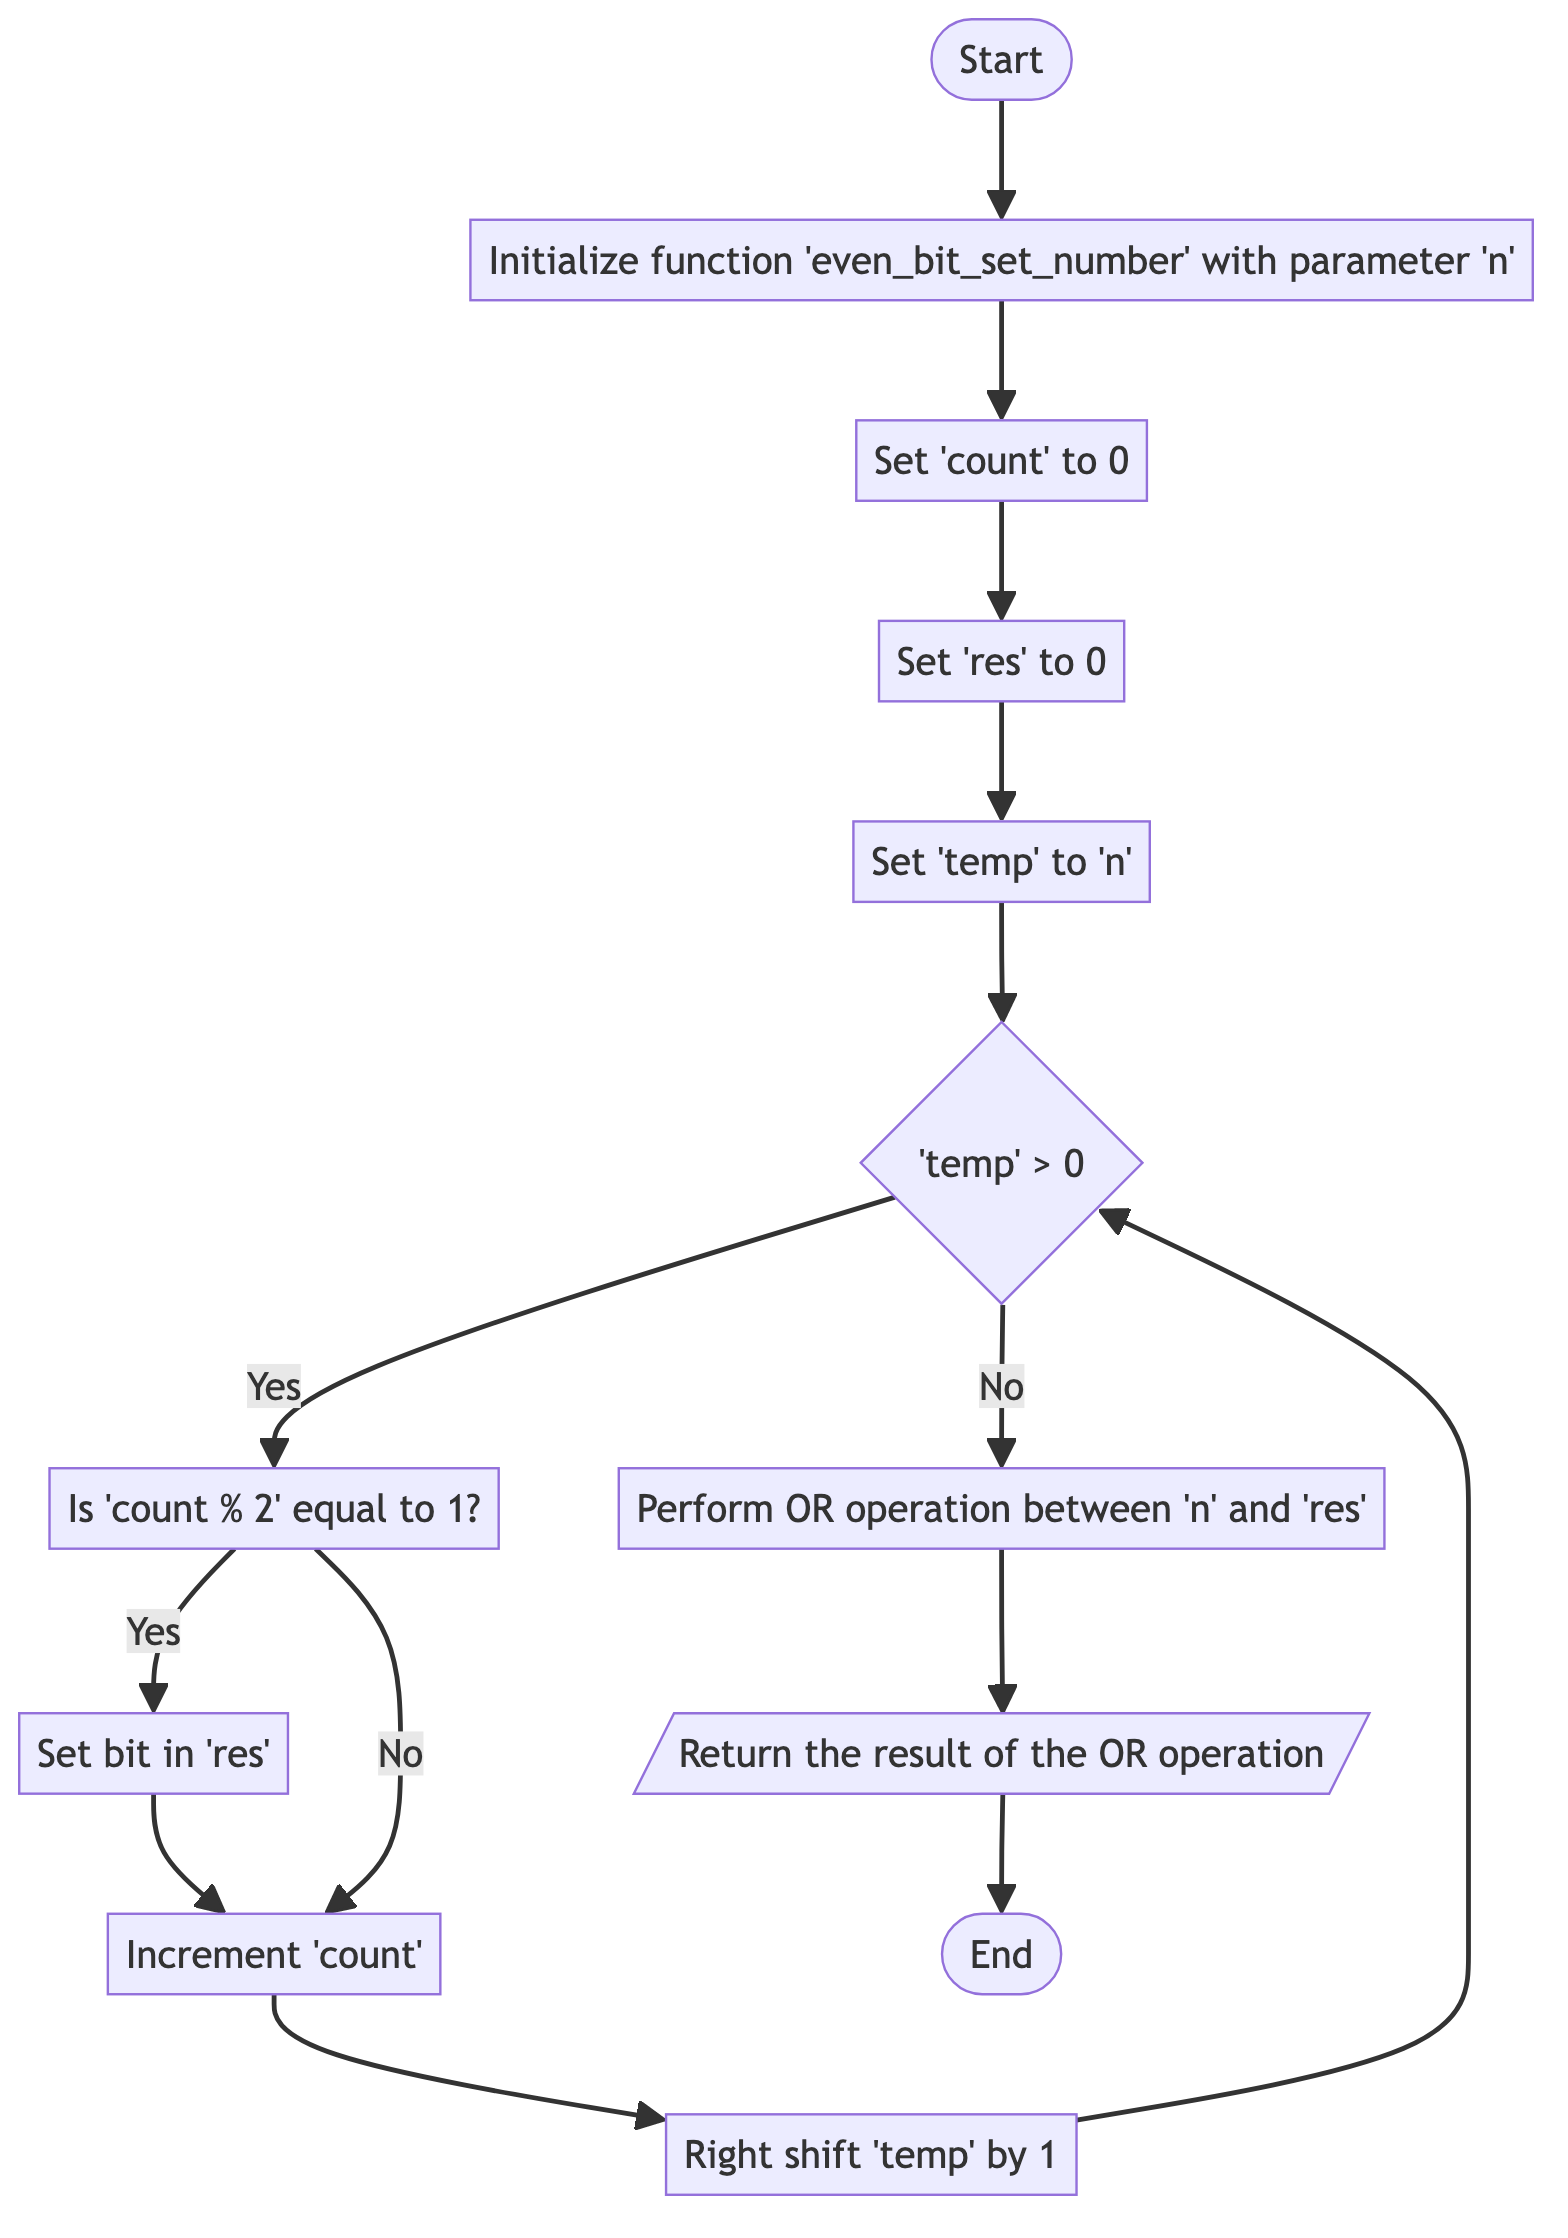 Start
Initialize function 'even_bit_set_number' with parameter 'n'
Set 'count' to 0
Set 'res' to 0
Set 'temp' to 'n'
'temp' > 0
Yes
No
Is 'count % 2' equal to 1?
Perform OR operation between 'n' and 'res'
Yes
Set bit in 'res'
No
Return the result of the OR operation
Increment 'count'
End
Right shift 'temp' by 1